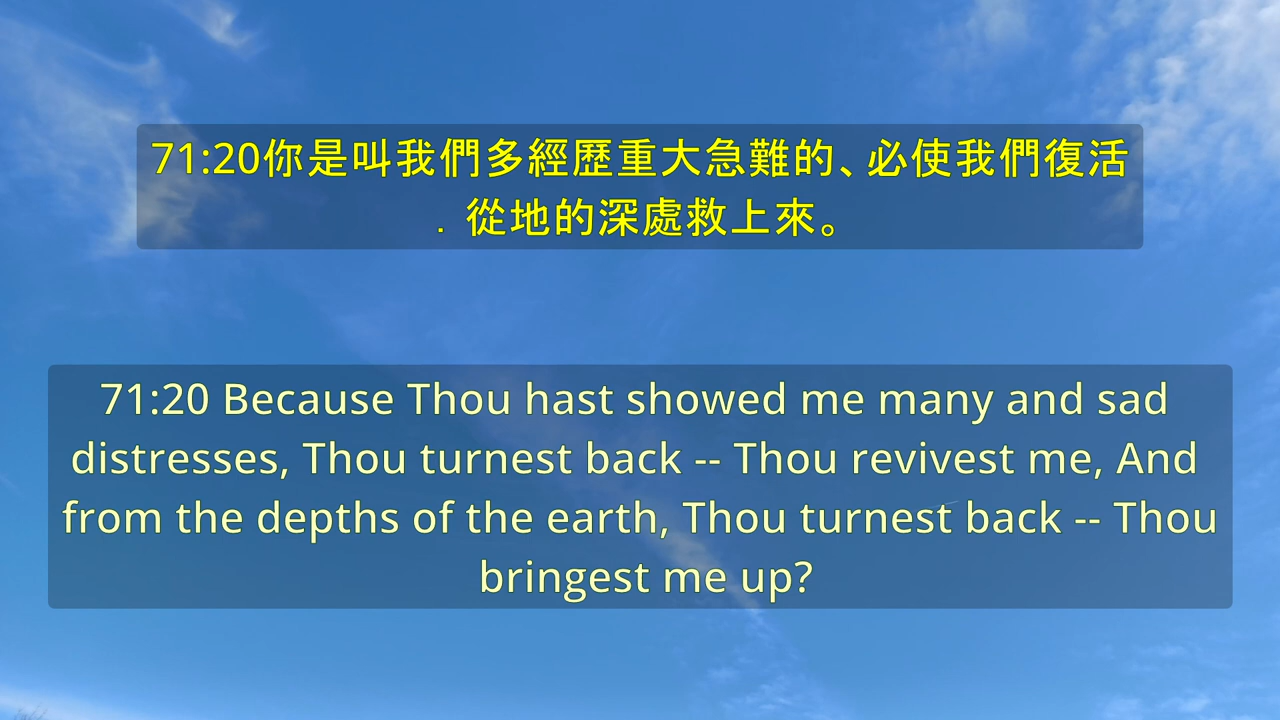 71:20你是叫我們多經歷重大急難的、必使我們復活
．從地的深處救上來。
71:20 Because Thou hast showed me many and sad
distresses, Thou turnest back -- Thou revivest me, And
from the depths of the earth, Thou turnest back -- Thou
bringest me up?